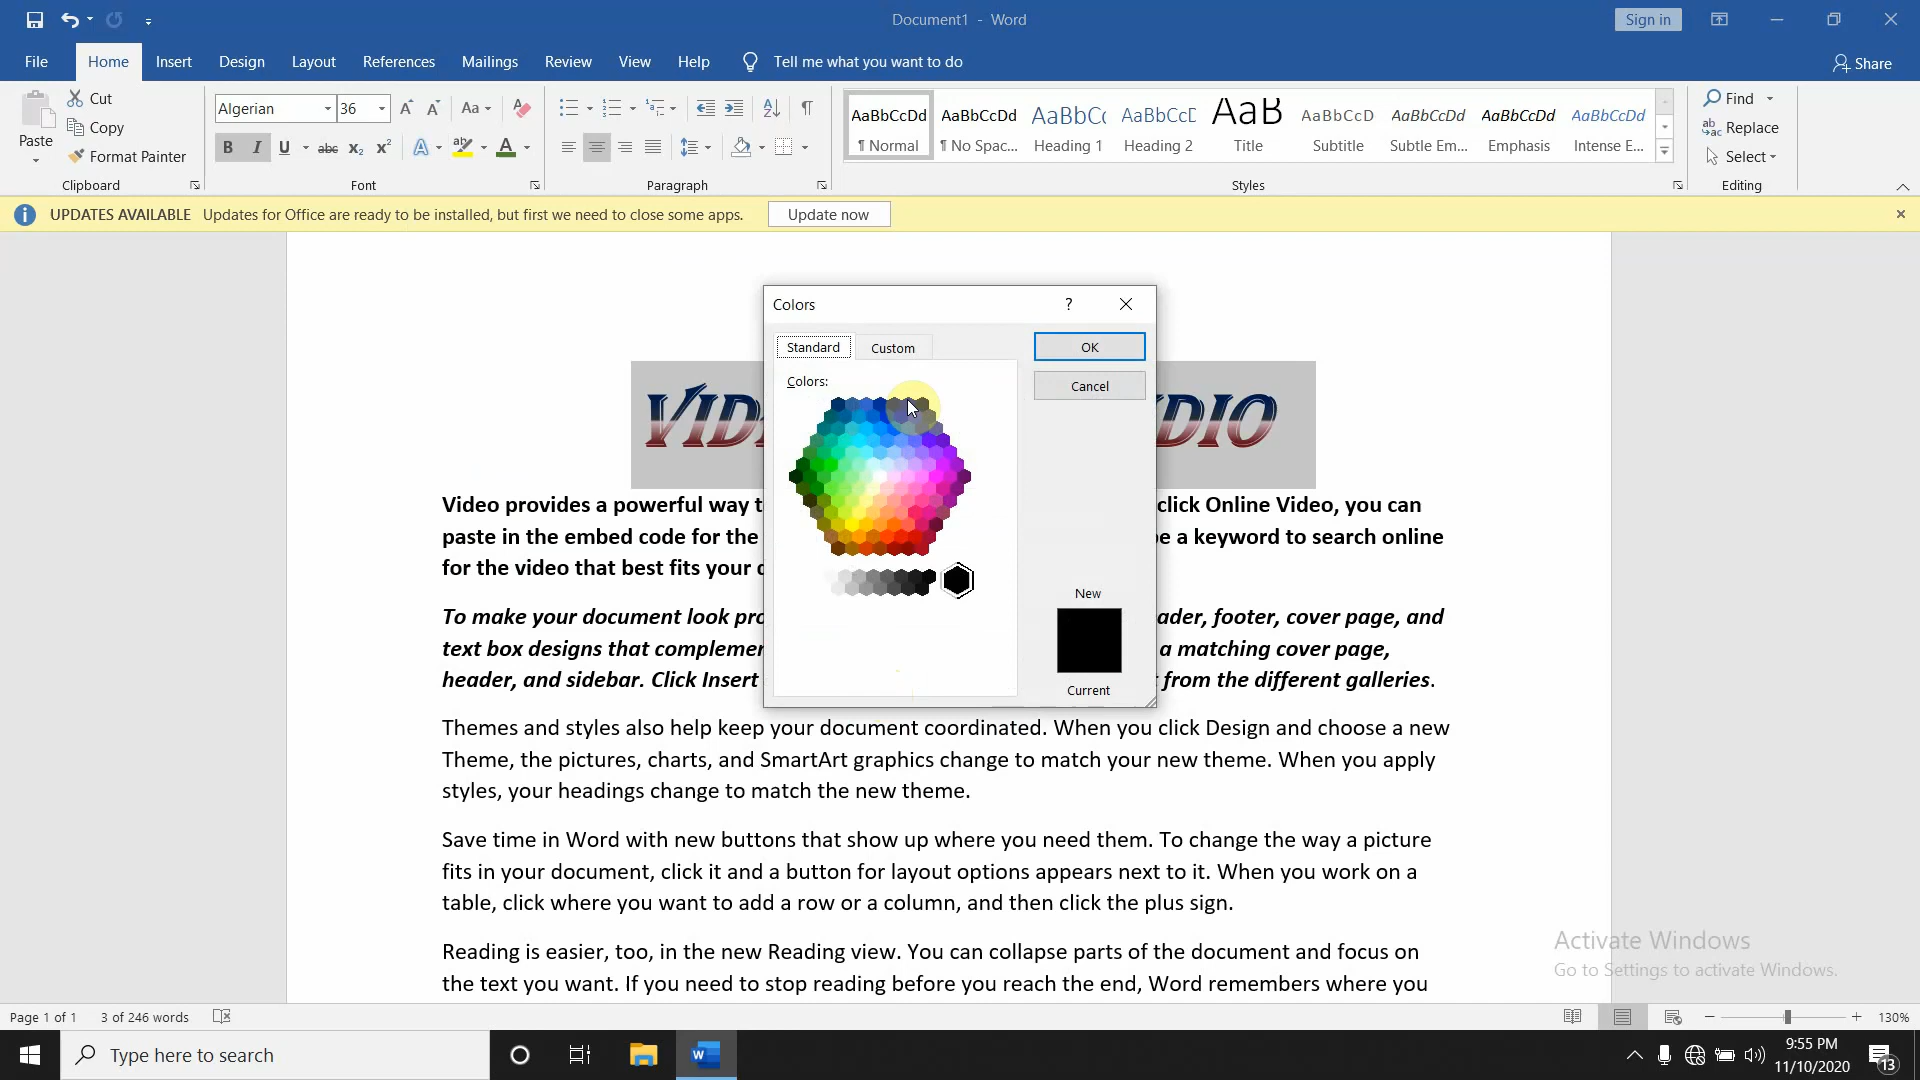 Document1 - Word
Sign in
File Home Insert Design Layout References Mailings Review View Help Tell me what you want to do
Share
Paste
Cut
Copy
Format Painter
Clipboard
Algerian 36
Font
Paragraph
AaBbCcDd AaBbCcDd AaBbCc AaBbCcE AaB AaBbCcD AaBbCcDd AaBbCcDd AaBbCcDd
¶ Normal ¶ No Spac... Heading 1 Heading 2 Title Subtitle Subtle Em... Emphasis Intense E...
Styles
Find
Replace
Select
Editing
UPDATES AVAILABLE Updates for Office are ready to be installed, but first we need to close some apps. Update now
Colors
Standard Custom
OK
Cancel
Colors:
New
Current
Video provides a powerful way click Online Video, you can
paste in the embed code for the a keyword to search online
for the video that best fits your
To make your document look footer, cover page, and
text box designs that a matching cover page,
header, and sidebar. Click Insert from the different galleries.
Themes and styles also help keep your document coordinated. When you click Design and choose a new
Theme, the pictures, charts, and SmartArt graphics change to match your new theme. When you apply
styles, your headings change to match the new theme.
Save time in Word with new buttons that show up where you need them. To change the way a picture
fits in your document, click it and a button for layout options appears next to it. When you work on a
table, click where you want to add a row or a column, and then click the plus sign.
Reading is easier, too, in the new Reading view. You can collapse parts of the document and focus on
the text you want. If you need to stop reading before you reach the end, Word remembers where you
Activate Windows
Go to Settings to activate Windows.
Page 1 of 1 3 of 246 words
130%
Type here to search
9:55 PM
11/10/2020
13